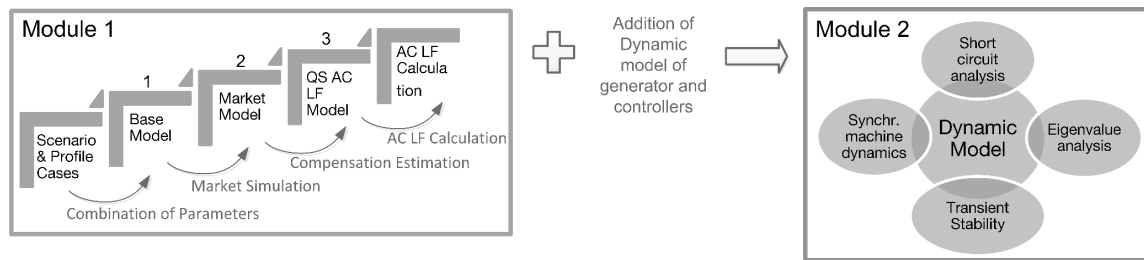 Module 1
Scenario
& Profile
Cases
1
Base
Model
2
Market
Model
3
QS AC
LF
Model
AC LF
Calcula
tion
Combination of Parameters
Market Simulation
Compensation Estimation
AC LF Calculation
Addition of
Dynamic
model of
generator and
controllers
Module 2
Short
circuit
analysis
Synchr.
machine
dynamics
Dynamic
Model
Eigenvalue
analysis
Transient
Stability